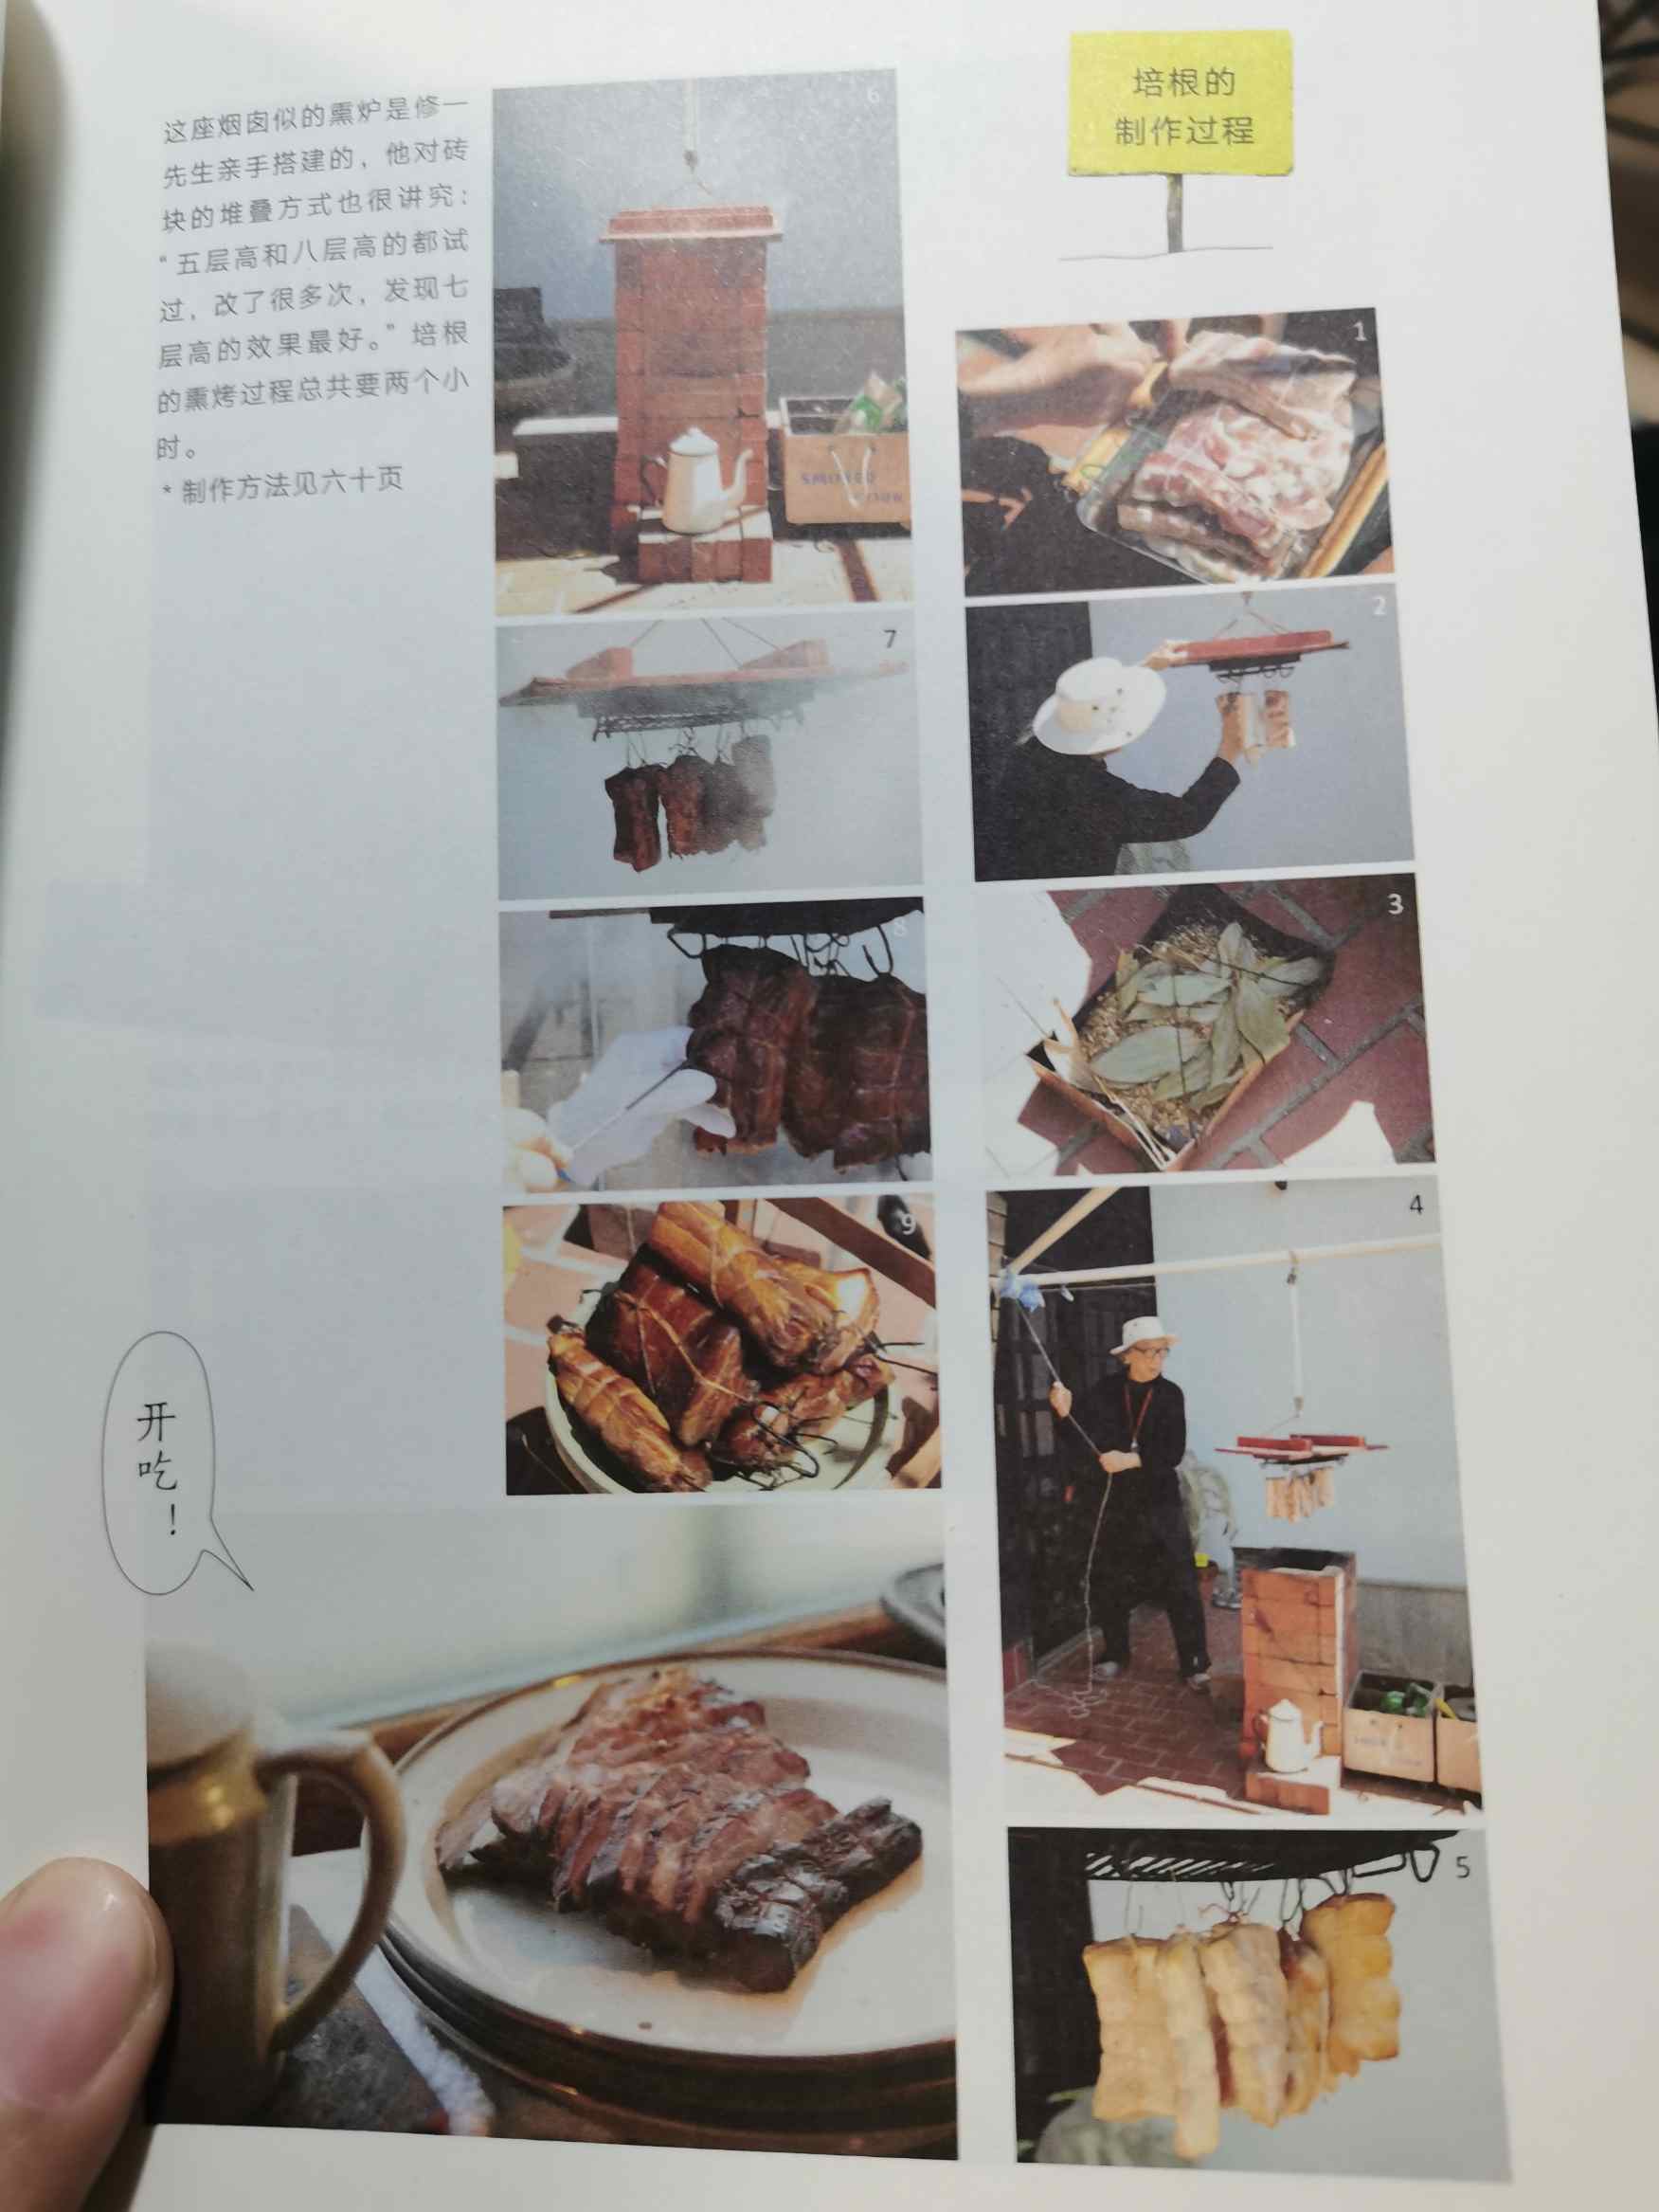 培根的
制作过程
这座烟囱似的熏炉是修一
先生亲手搭建的，他对砖
块的堆叠方式也很讲究：
“五层高和八层高的都试
过，改了很多次，发现七
层高的效果最好。”培根
的熏烤过程总共要两个小
时。
*制作方法见六十页
1
2
3
4
5
6
7
8
9
开吃！